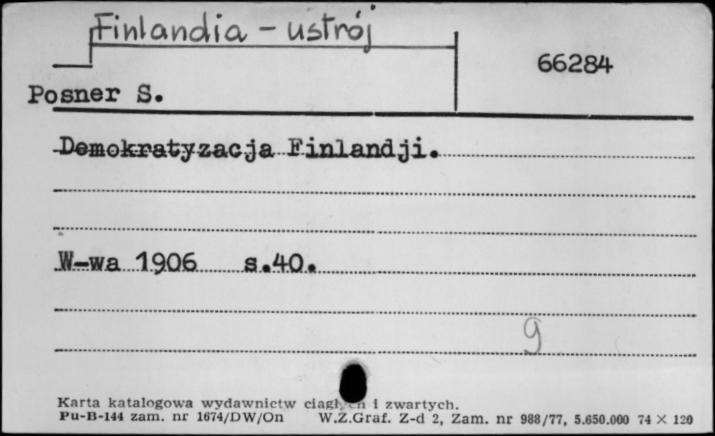 Finlandia - ustrój
66284
Posner S.
Demokratyzacja Finlandji.
W-wa 1906 s.40.
9
Karta katalogowa wydawnictw ciągłych i zwartych.
Pu-B-144 zam. nr 1674/DW/On W.Z.Graf. Z-d 2, Zam. nr 988/77, 5.650.000 74 X 120